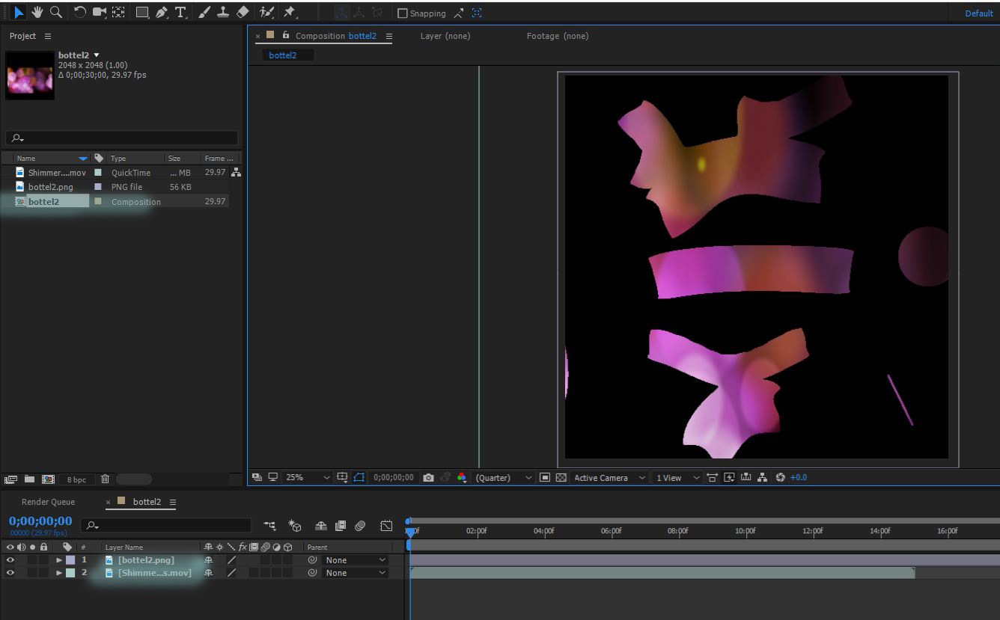 Snapping
Default
Project
Composition bottel2
Layer (none)
Footage (none)
bottel2
bottel2
2048 x 2048 (1.00)
Δ 0;00;30;00, 29.97 fps
Name
Type
Size
Frame ...
Shimmer....mov
QuickTime
... MB
29.97
bottel2.png
PNG file
56 KB
bottel2
Composition
29.97
8 bpc
25%
0;00;00;00
(Quarter)
Active Camera
1 View
+0.0
Render Queue
bottel2
0;00;00;00
00000 (29.97 fps)
02:00f
04:00f
06:00f
08:00f
10:00f
12:00f
14:00f
16:00f
#
Layer Name
fx
Parent
1
[bottel2.png]
None
2
[Shimme...s.mov]
None